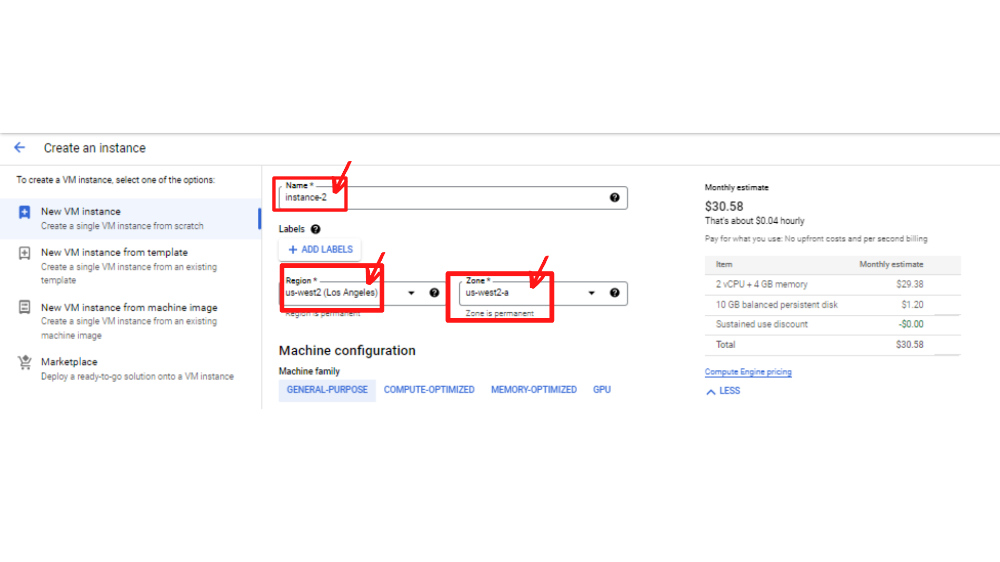 Create an instance
To create a VM instance, select one of the options:
New VM instance
Create a single VM instance from scratch
New VM instance from template
Create a single VM instance from an existing
template
New VM instance from machine image
Create a single VM instance from an existing
machine image
Marketplace
Deploy a ready-to-go solution onto a VM instance
Name *
instance-2
Labels
+ ADD LABELS
Region *
us-west2 (Los Angeles)
Region is permanent
Zone *
us-west2-a
Zone is permanent
Machine configuration
Machine family
GENERAL-PURPOSE COMPUTE-OPTIMIZED MEMORY-OPTIMIZED GPU
Monthly estimate
$30.58
That's about $0.04 hourly
Pay for what you use: No upfront costs and per second billing
Item Monthly estimate
2 vCPU + 4 GB memory $29.38
10 GB balanced persistent disk $1.20
Sustained use discount -$0.00
Total $30.58
Compute Engine pricing
LESS